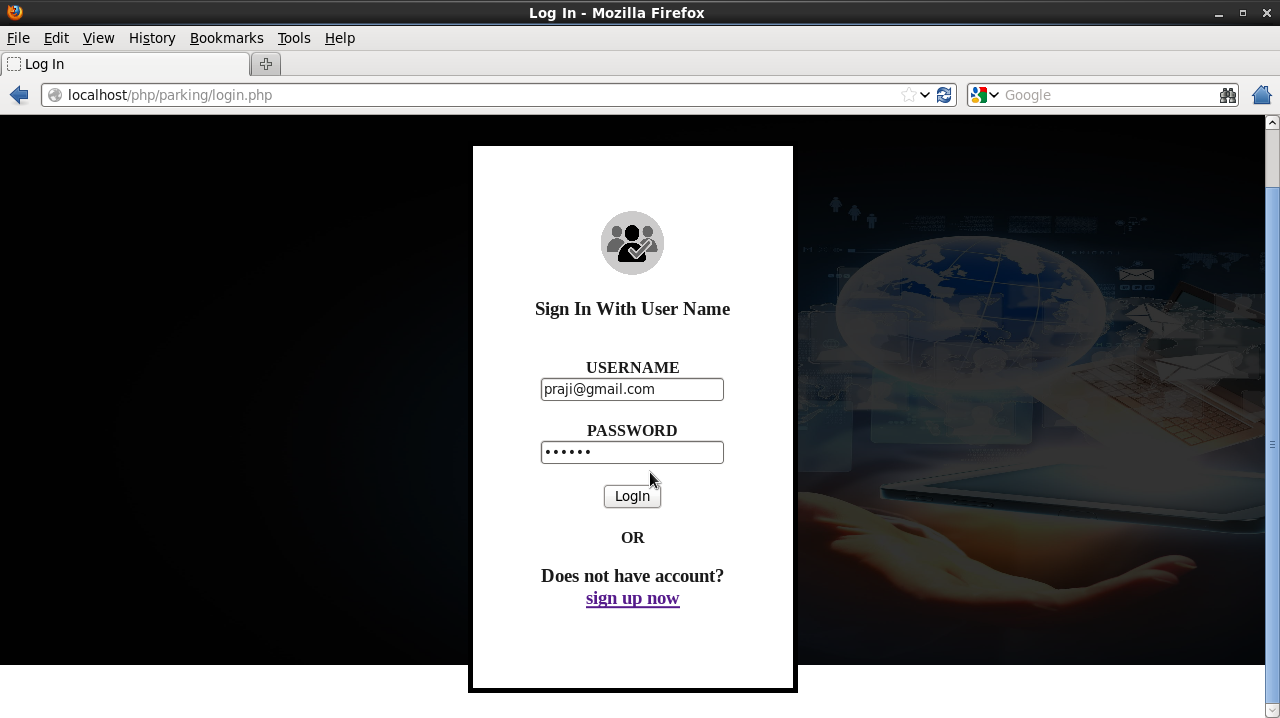 Log In - Mozilla Firefox
File Edit View History Bookmarks Tools Help
Log In
localhost/php/parking/login.php
Google
Sign In With User Name
USERNAME
praji@gmail.com
PASSWORD
••••••
LogIn
OR
Does not have account?
sign up now